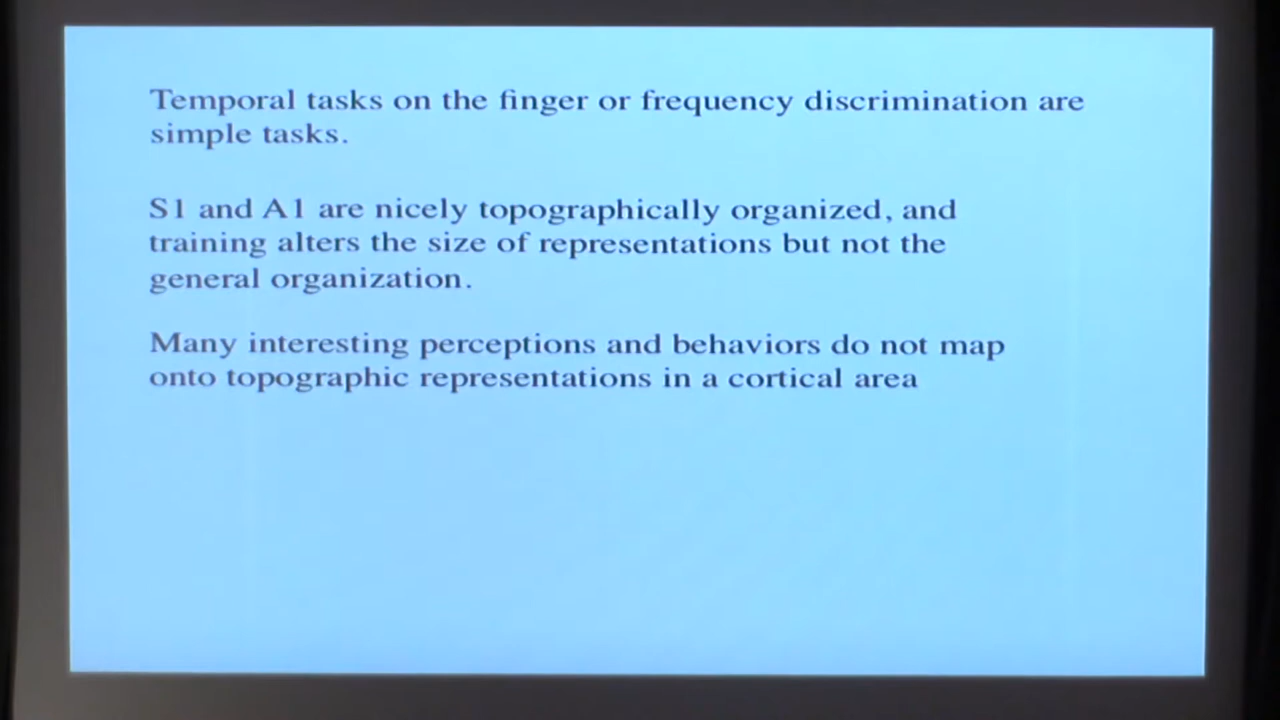 Temporal tasks on the finger or frequency discrimination are
simple tasks.
S1 and A1 are nicely topographically organized, and
training alters the size of representations but not the
general organization.
Many interesting perceptions and behaviors do not map
onto topographic representations in a cortical area